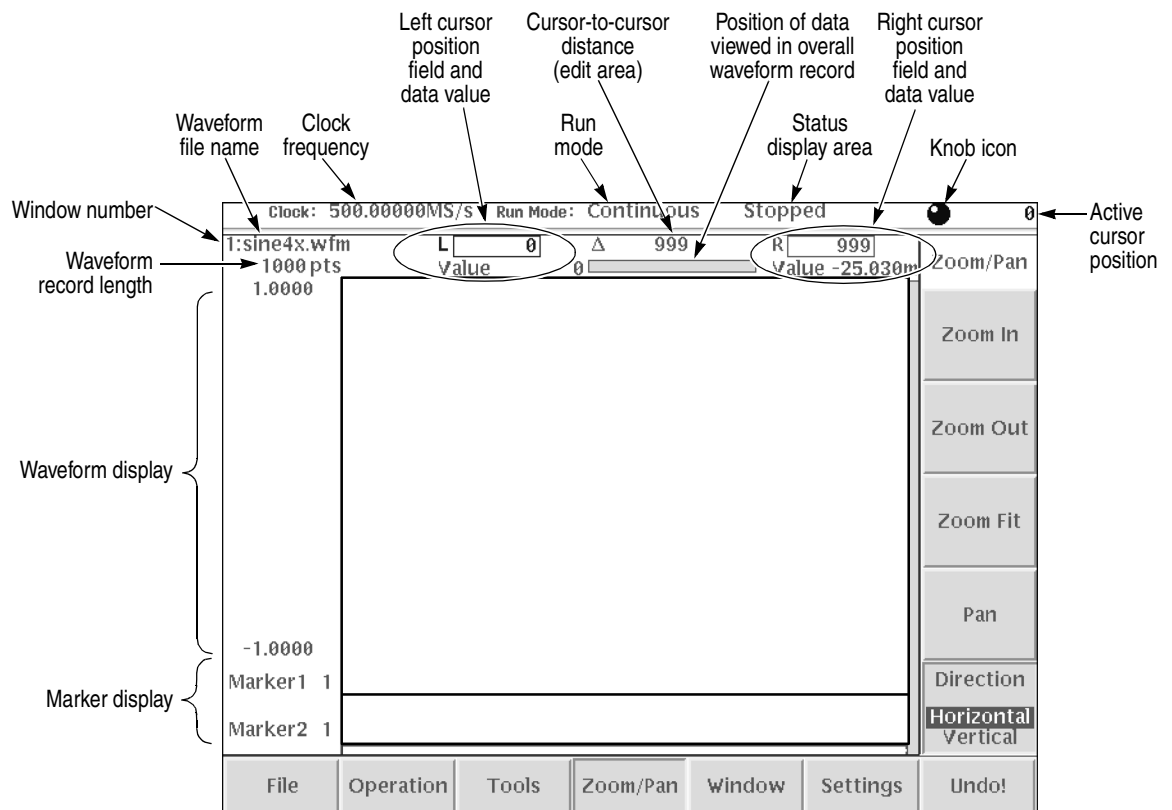 Left cursor
position
field and
data value
Cursor-to-cursor
distance
(edit area)
Position of data
viewed in overall
waveform record
Right cursor
position
field and
data value
Waveform
file name
Clock
frequency
Run
mode
Status
display area
Knob icon
Window number
Clock: 500.00000MS/s Run Mode: Continuous Stopped 0
Active
cursor
position
1:sine4x.wfm L 0 Δ 999 R 999
Waveform
record length
1000 pts Value 0 Value -25.030m
Zoom/Pan
1.0000
Zoom In
Zoom Out
Waveform display
Zoom Fit
Pan
-1.0000
Marker display
Marker1 1
Marker2 1
Direction
Horizontal
Vertical
File Operation Tools Zoom/Pan Window Settings Undo!